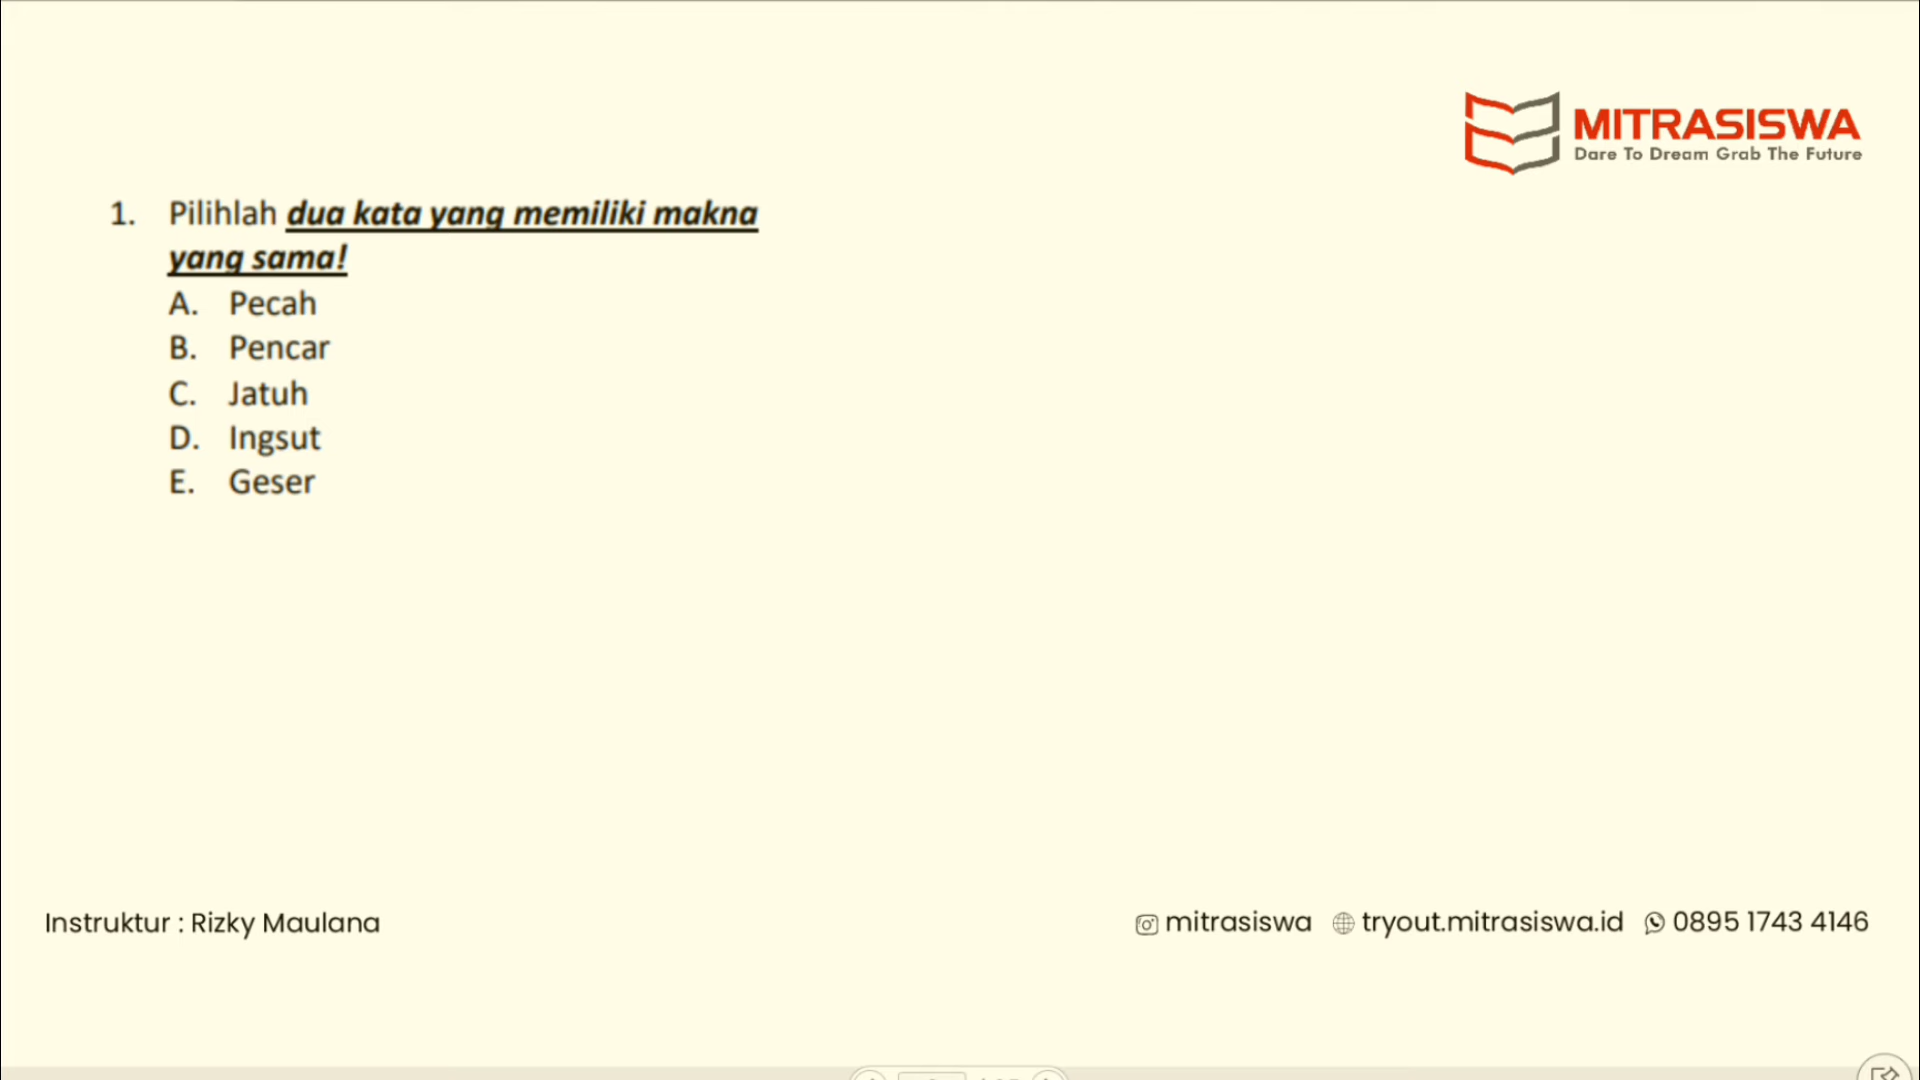 MITRASISWA
Dare To Dream Grab The Future
1. Pilihlah dua kata yang memiliki makna
yang sama!
A. Pecah
B. Pencar
C. Jatuh
D. Ingsut
E. Geser
Instruktur : Rizky Maulana
mitrasiswa tryout.mitrasiswa.id 0895 1743 4146